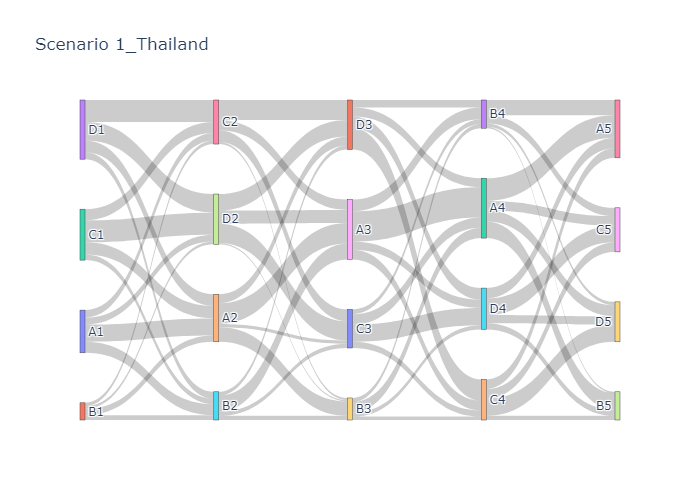 Scenario 1_Thailand
D1
C1
A1
B1
C2
D2
A2
B2
D3
A3
C3
B3
B4
A4
D4
C4
A5
C5
D5
B5